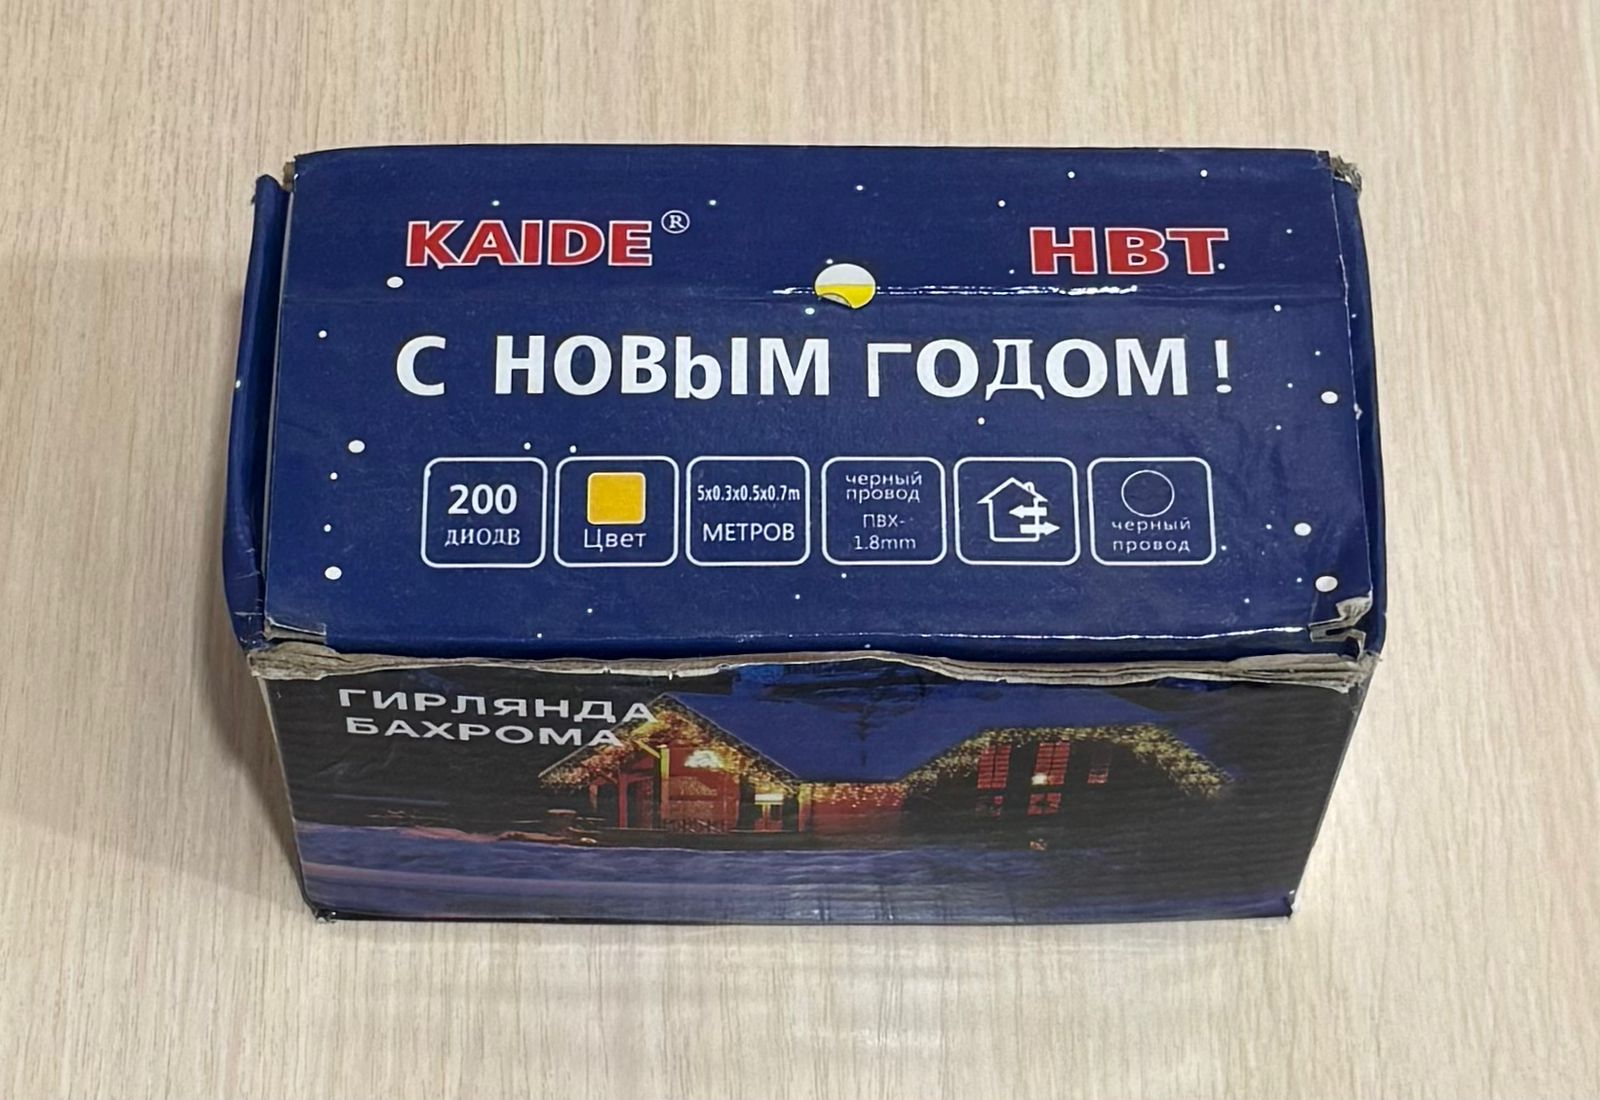 KAIDE® НВТ
С НОВЫМ ГОДОМ!
200
ДИОДВ
Цвет
5x0.3x0.5x0.7m
МЕТРОВ
черный
провод
ПВХ-
1.8mm
черный
провод
ГИРЛЯНДА
БАХРОМА